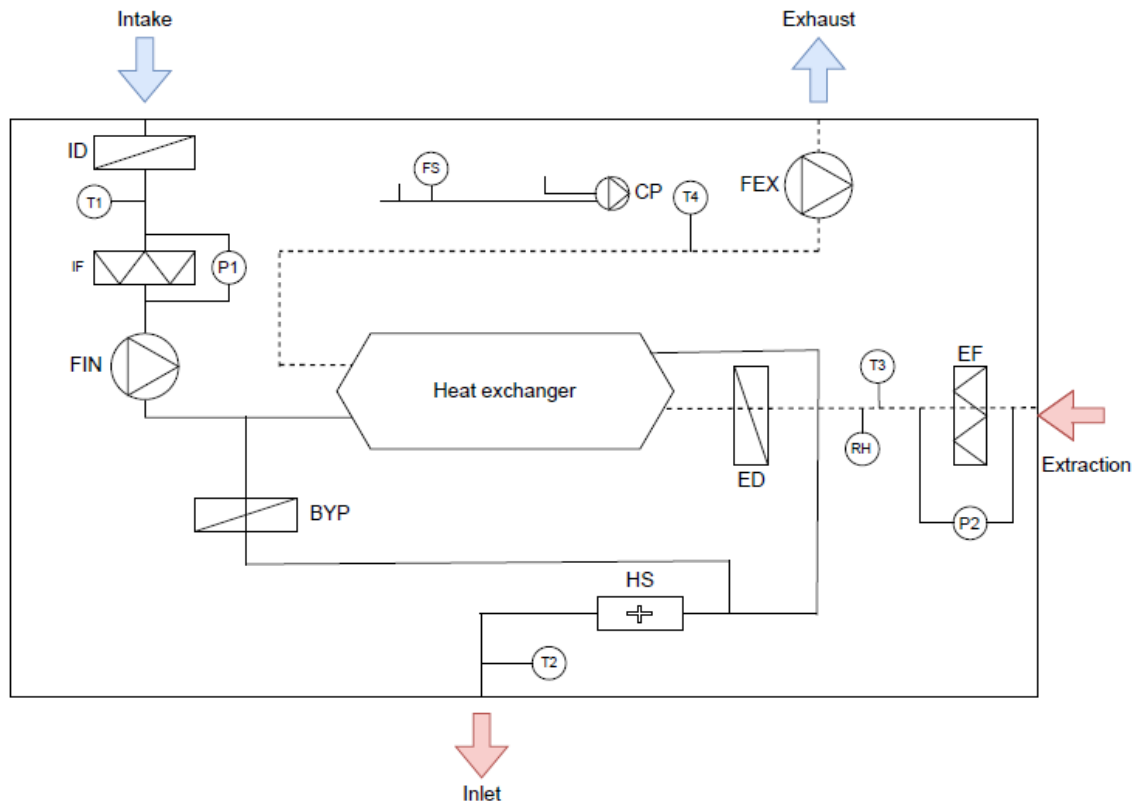 Intake
Exhaust
ID
FS
CP
T4
FEX
T1
IF
P1
FIN
Heat exchanger
T3
EF
RH
ED
Extraction
P2
BYP
HS
T2
Inlet